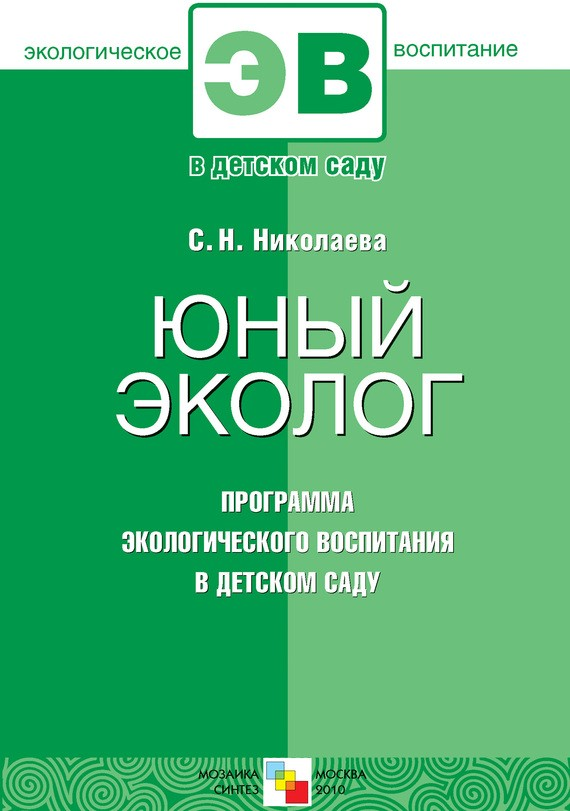 экологическое ЭВ воспитание
в детском саду
С. Н. Николаева
ЮНЫЙ
ЭКОЛОГ
ПРОГРАММА
ЭКОЛОГИЧЕСКОГО ВОСПИТАНИЯ
В ДЕТСКОМ САДУ
МОЗАИКА МОСКВА
СИНТЕЗ 2010